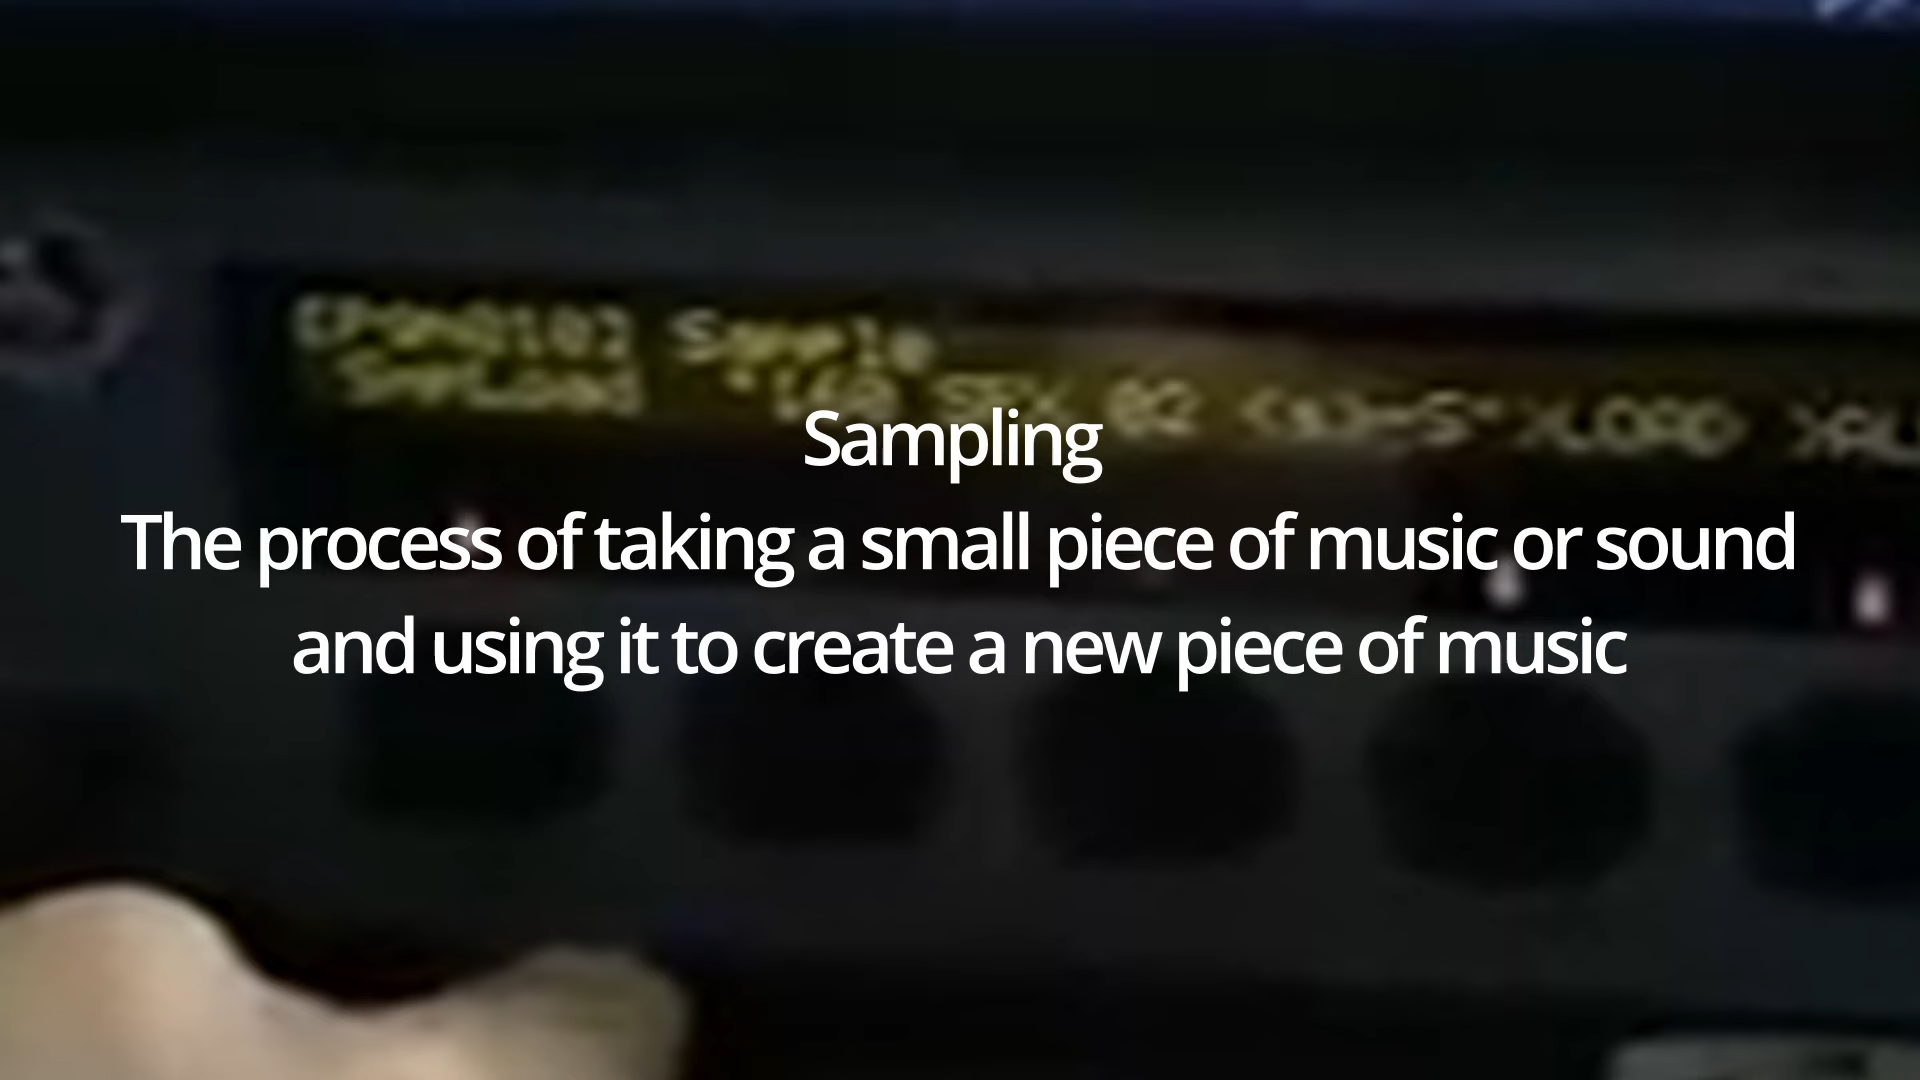 Sample
Sampling
The process of taking a small piece of music or sound
and using it to create a new piece of music